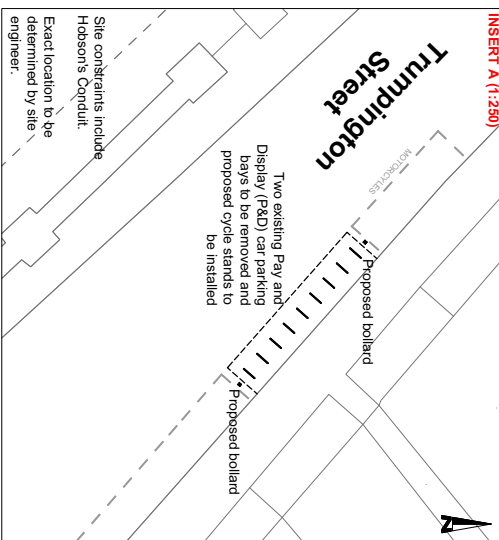 INSERT A (1:250)
Trumpington
Street
MOTORCYCLES
Proposed bollard
Two existing Pay and
Display (P&D) car parking
bays to be removed and
proposed cycle stands to
be installed
Proposed bollard
Site constraints include
Hobson's Conduit.
Exact location to be
determined by site
engineer.
N